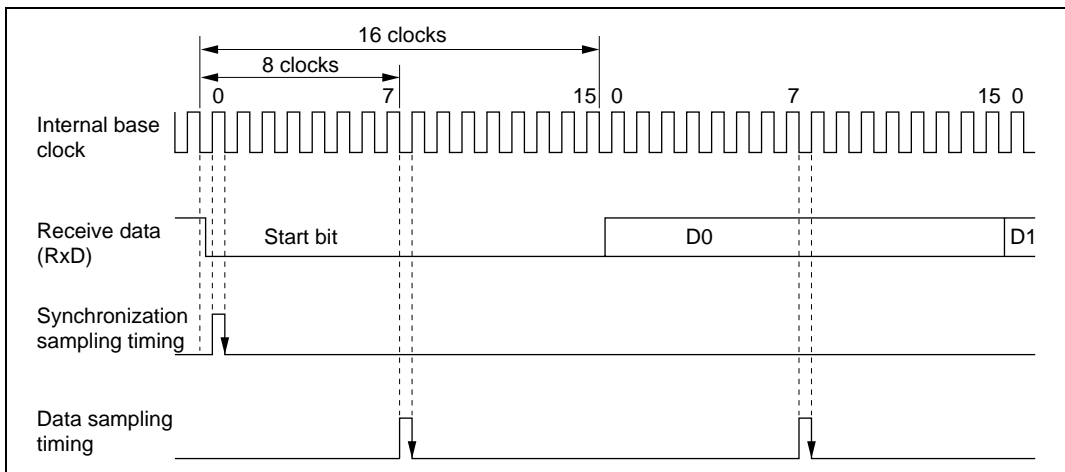 16 clocks
8 clocks
0 7 15 0 7 15 0
Internal base
clock
Receive data
(RxD)
Start bit D0 D1
Synchronization
sampling timing
Data sampling
timing